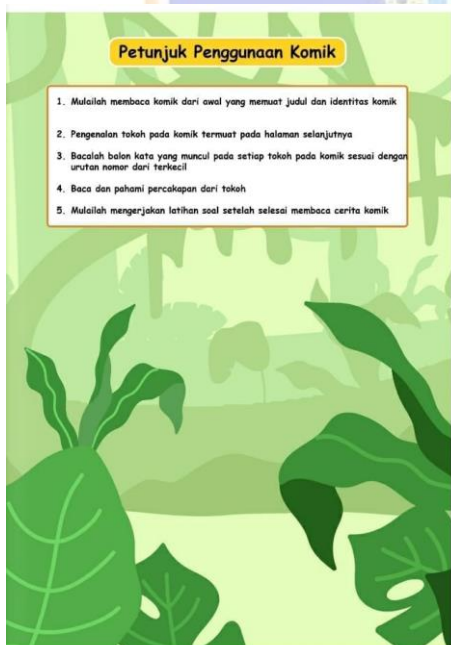 Petunjuk Penggunaan Komik
1. Mulailah membaca komik dari awal yang memuat judul dan identitas komik
2. Pengenalan tokoh pada komik termuat pada halaman selanjutnya
3. Bacalah balon kata yang muncul pada setiap tokoh pada komik sesuai dengan
urutan nomor dari terkecil
4. Baca dan pahami percakapan dari tokoh
5. Mulailah mengerjakan latihan soal setelah selesai membaca cerita komik